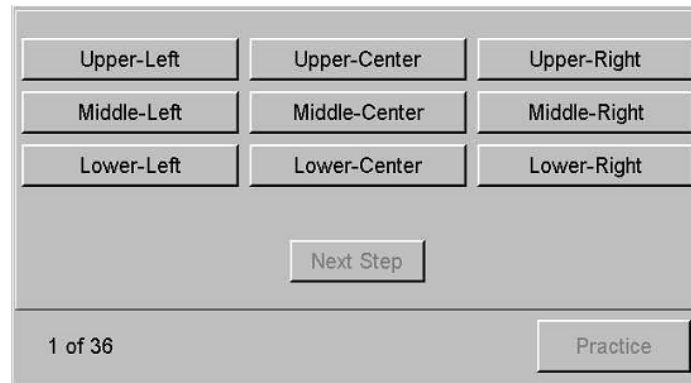 Upper-Left Upper-Center Upper-Right
Middle-Left Middle-Center Middle-Right
Lower-Left Lower-Center Lower-Right
Next Step
1 of 36 Practice